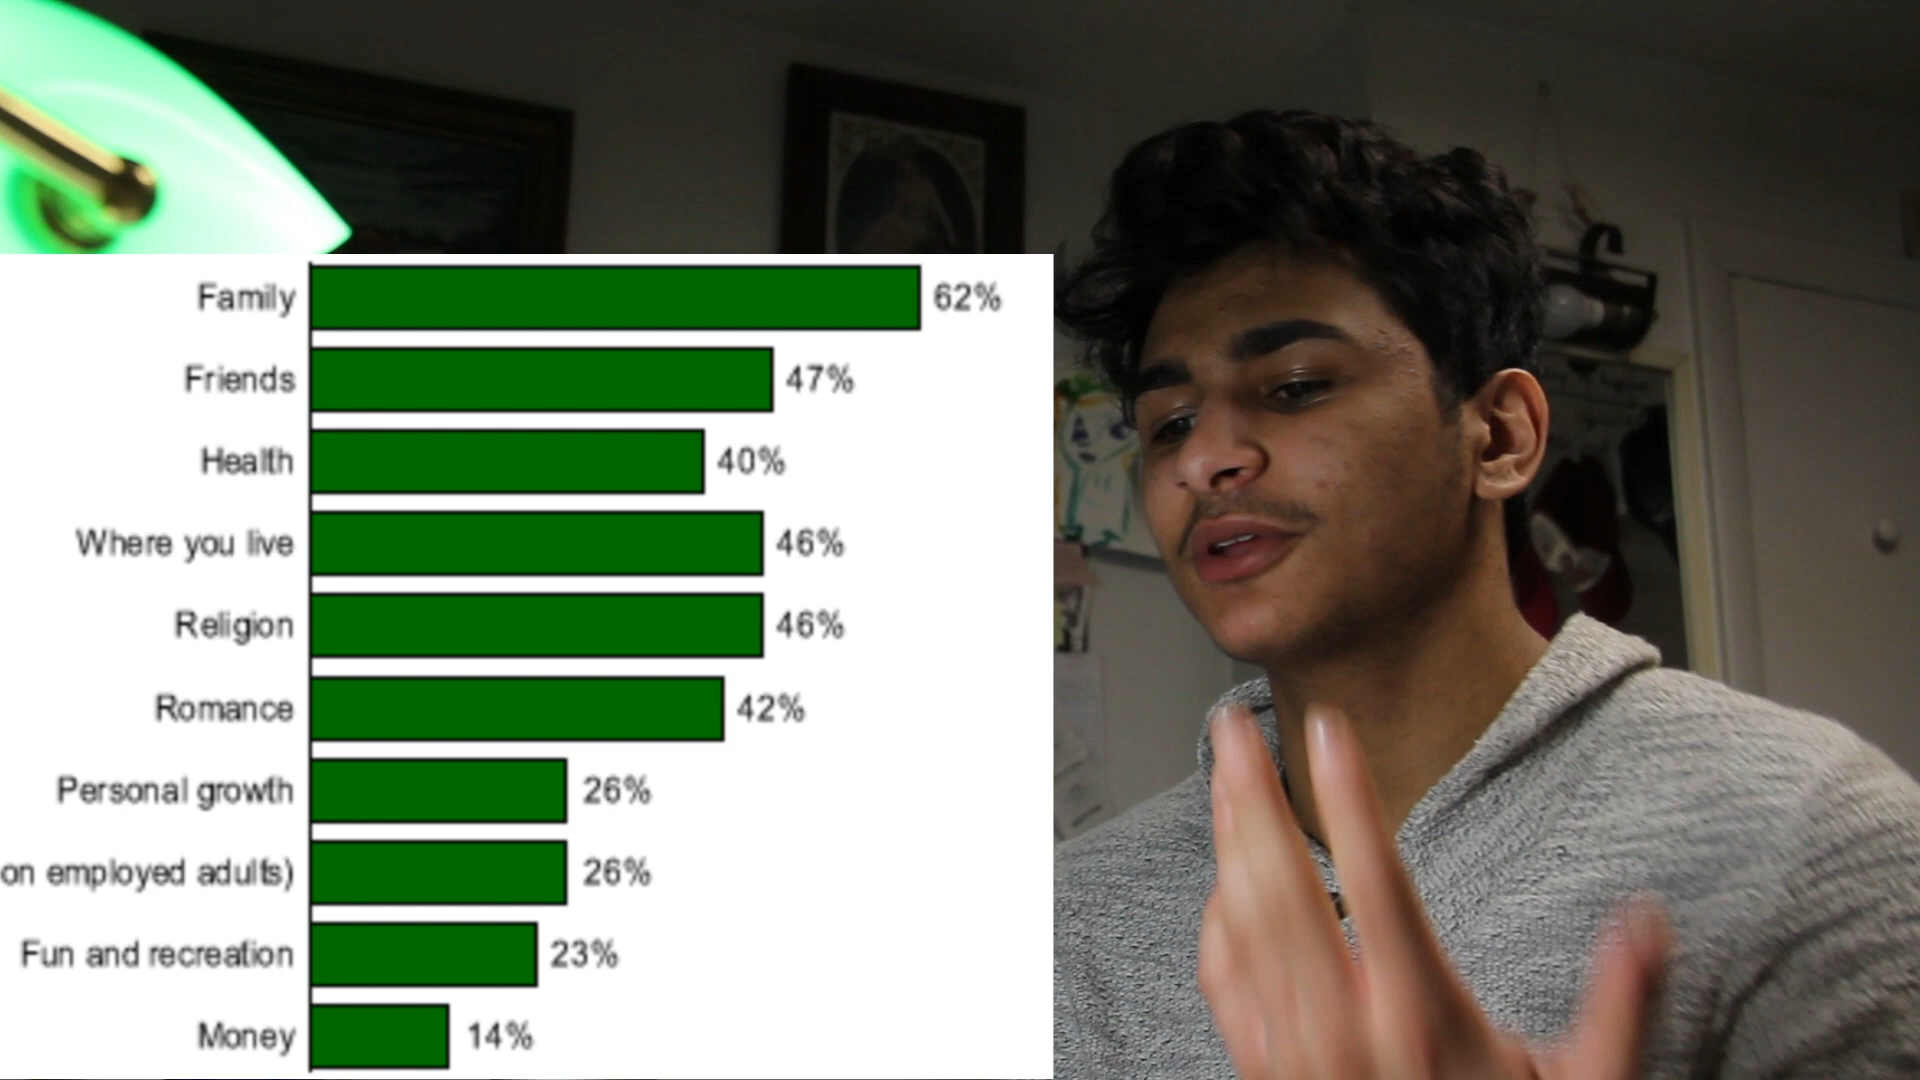 Family 62%
Friends 47%
Health 40%
Where you live 46%
Religion 46%
Romance 42%
Personal growth 26%
on employed adults) 26%
Fun and recreation 23%
Money 14%